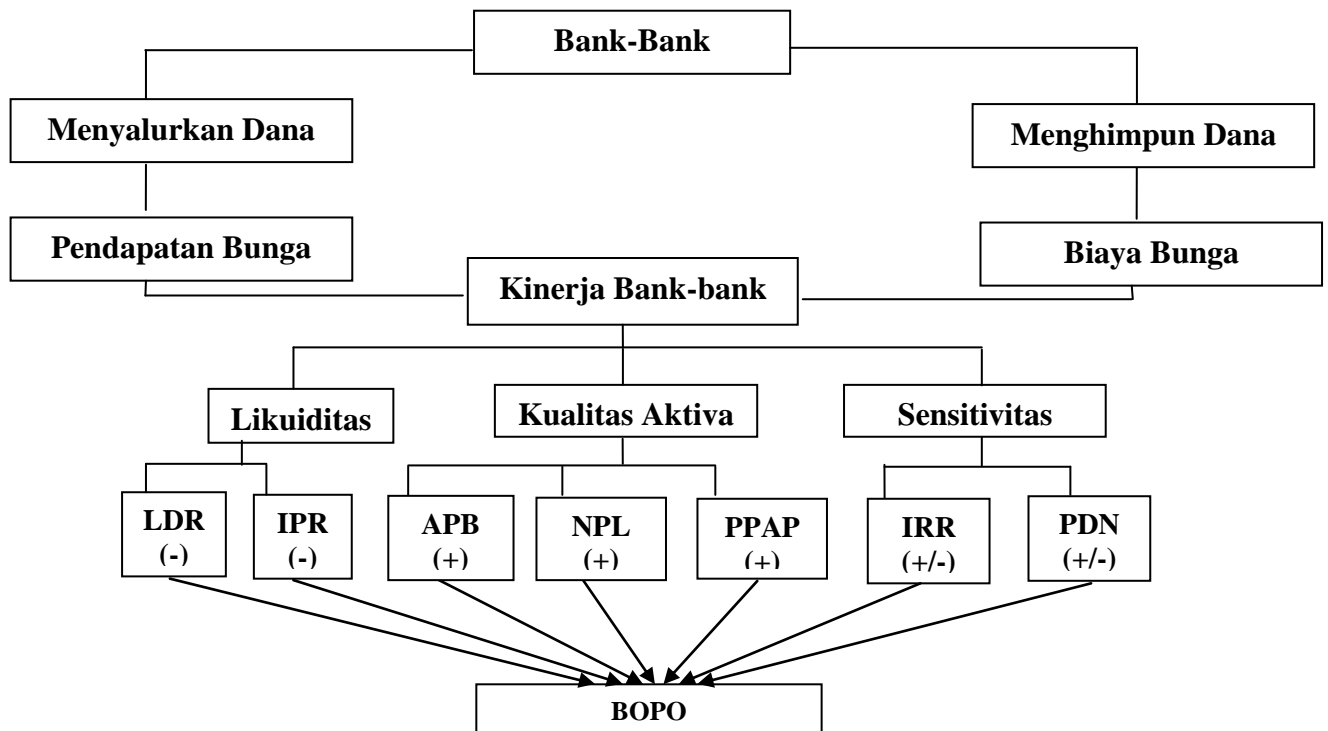 Bank-Bank
Menyalurkan Dana
Menghimpun Dana
Pendapatan Bunga
Biaya Bunga
Kinerja Bank-bank
Likuiditas
Kualitas Aktiva
Sensitivitas
LDR
(-)
IPR
(-)
APB
(+)
NPL
(+)
PPAP
(+)
IRR
(+/-)
PDN
(+/-)
BOPO